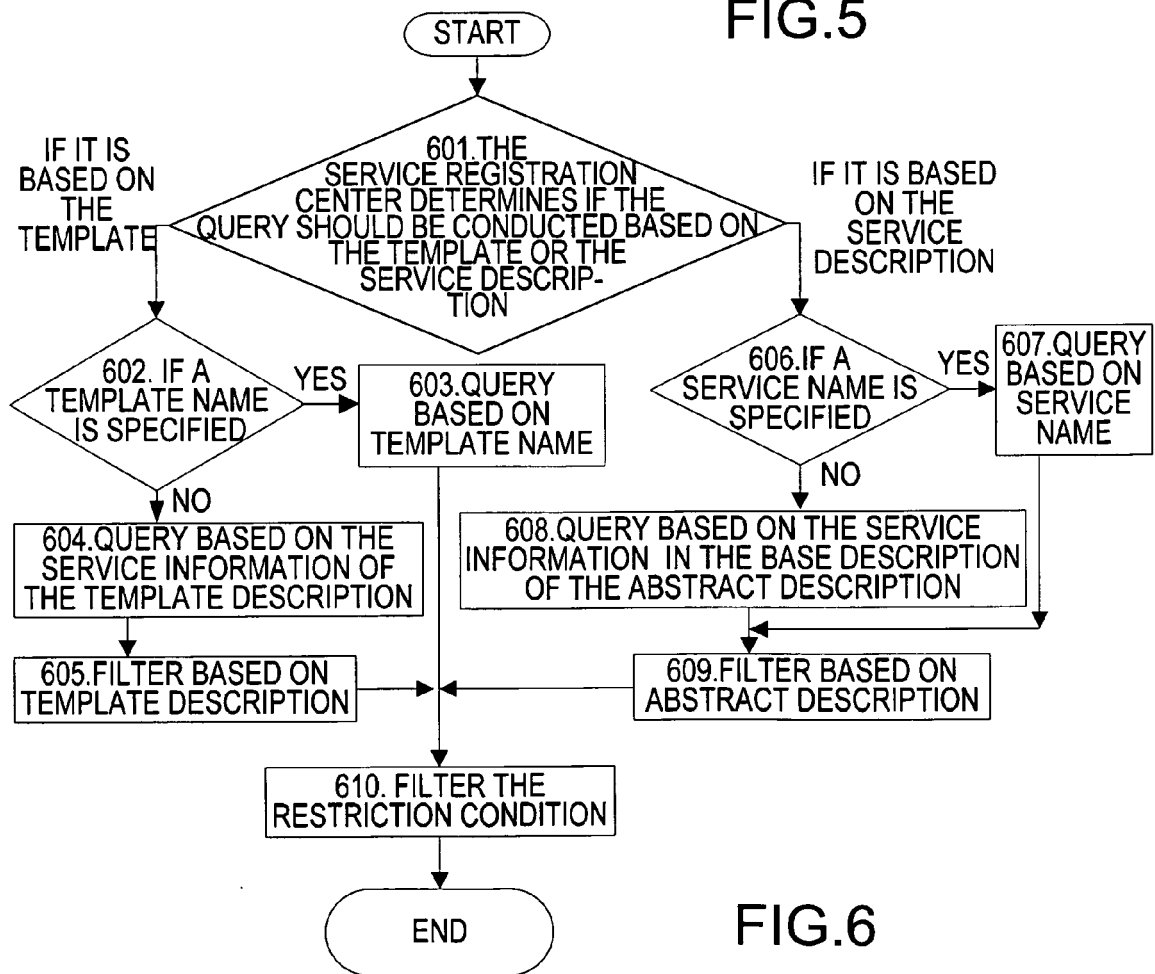 FIG.5
START
IF IT IS
BASED ON
THE
TEMPLATE
601.THE
SERVICE REGISTRATION
CENTER DETERMINES IF THE
QUERY SHOULD BE CONDUCTED BASED ON
THE TEMPLATE OR THE
SERVICE DESCRIP-
TION
IF IT IS BASED
ON THE
SERVICE
DESCRIPTION
602. IF A
TEMPLATE NAME
IS SPECIFIED
YES
603.QUERY
BASED ON
TEMPLATE NAME
606.IF A
SERVICE NAME IS
SPECIFIED
YES
607.QUERY
BASED ON
SERVICE
NAME
NO
NO
604.QUERY BASED ON THE
SERVICE INFORMATION OF
THE TEMPLATE DESCRIPTION
608.QUERY BASED ON THE SERVICE
INFORMATION IN THE BASE DESCRIPTION
OF THE ABSTRACT DESCRIPTION
605.FILTER BASED ON
TEMPLATE DESCRIPTION
609.FILTER BASED ON
ABSTRACT DESCRIPTION
610. FILTER THE
RESTRICTION CONDITION
END
FIG.6